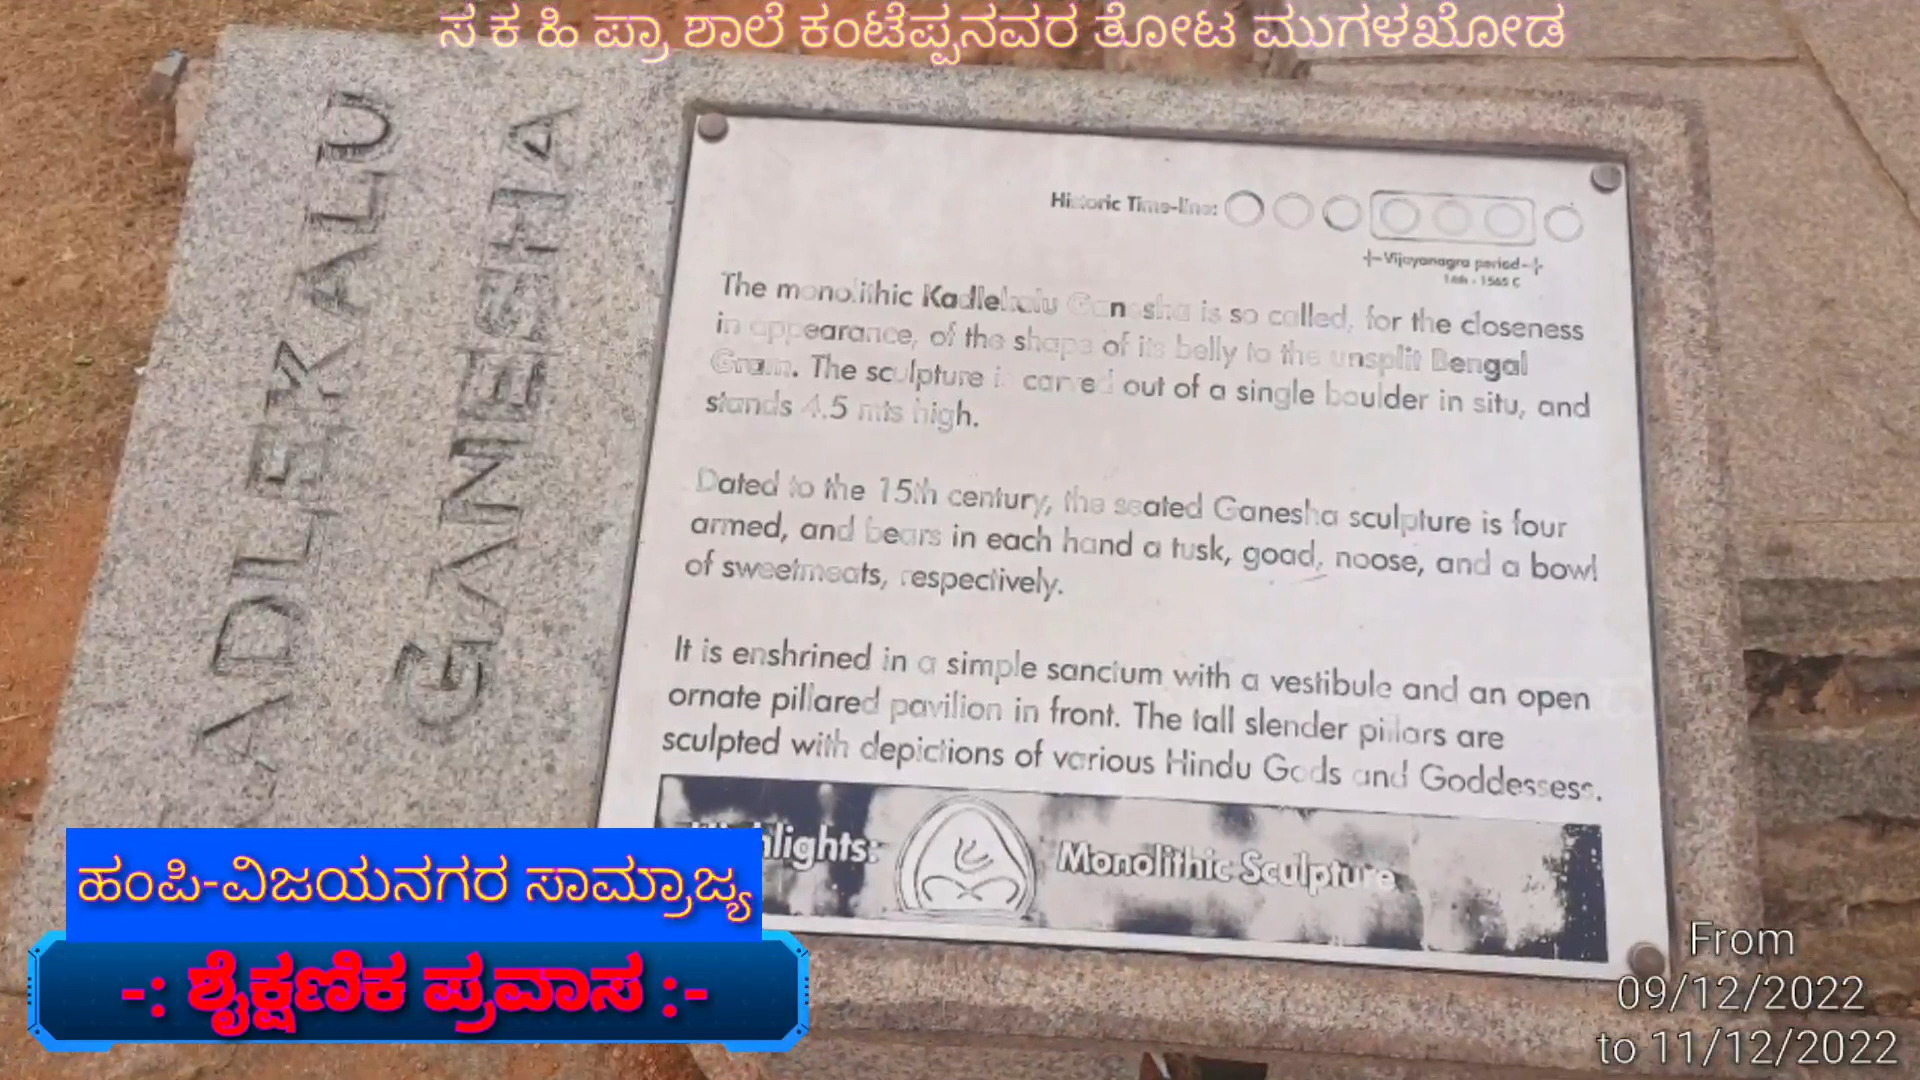 ಸ ಕ ಹಿ ಪ್ರಾ ಶಾಲೆ ಕಂಟೆಪ್ಪನವರ ತೋಟ ಮುಗಳಖೋಡ
ADLEKALU
GANESHA
Historic Time-line:
Vijayanagra period
14th - 1565 C
The monolithic Kadlekalu Ganesha is so called, for the closeness
in appearance, of the shape of its belly to the unsplit Bengal
Gram. The sculpture is carved out of a single boulder in situ, and
stands 4.5 mts high.
Dated to the 15th century, the seated Ganesha sculpture is four
armed, and bears in each hand a tusk, goad, noose, and a bowl
of sweetmeats, respectively.
It is enshrined in a simple sanctum with a vestibule and an open
ornate pillared pavilion in front. The tall slender pillars are
sculpted with depictions of various Hindu Gods and Goddessess.
Highlights:
Monolithic Sculpture
ಹಂಪಿ-ವಿಜಯನಗರ ಸಾಮ್ರಾಜ್ಯ
-: ಶೈಕ್ಷಣಿಕ ಪ್ರವಾಸ :-
From
09/12/2022
to 11/12/2022